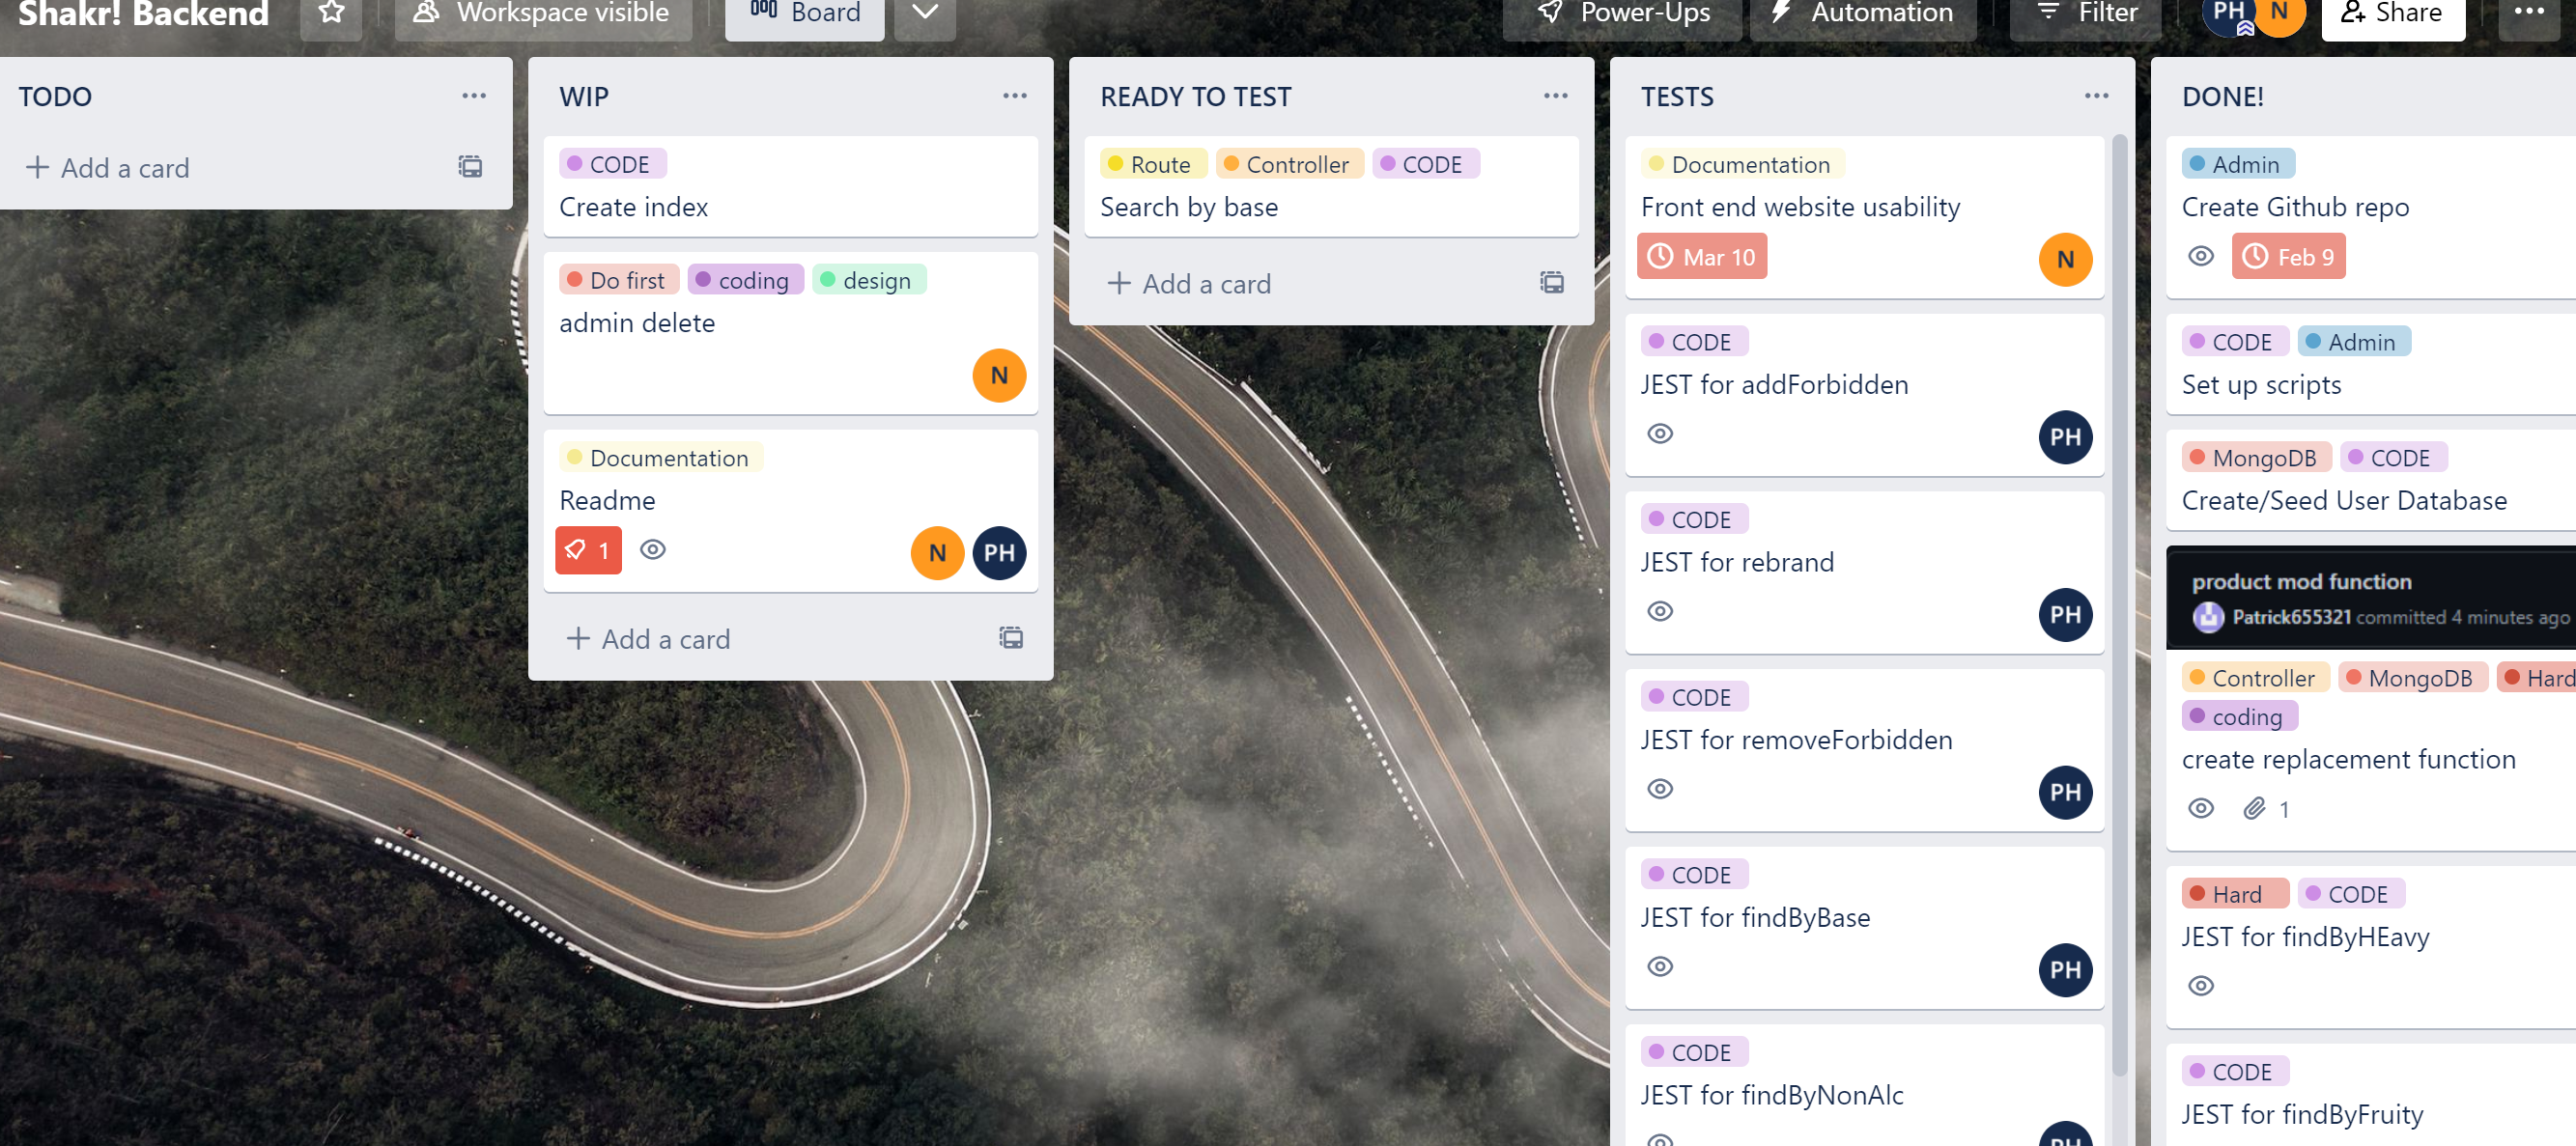 Shakr! Backend
Workspace visible
Board
Power-Ups
Automation
Filter
PH
N
Share
TODO
Add a card
WIP
CODE
Create index
Do first
coding
design
admin delete
N
Documentation
Readme
1
N
PH
Add a card
READY TO TEST
Route
Controller
CODE
Search by base
Add a card
TESTS
Documentation
Front end website usability
Mar 10
N
CODE
JEST for addForbidden
PH
CODE
JEST for rebrand
PH
CODE
JEST for removeForbidden
PH
CODE
JEST for findByBase
PH
CODE
JEST for findByNonAlc
PH
DONE!
Admin
Create Github repo
Feb 9
CODE
Admin
Set up scripts
MongoDB
CODE
Create/Seed User Database
product mod function
Patrick655321 committed 4 minutes ago
Controller
MongoDB
Hard
coding
create replacement function
1
Hard
CODE
JEST for findByHEavy
CODE
JEST for findByFruity